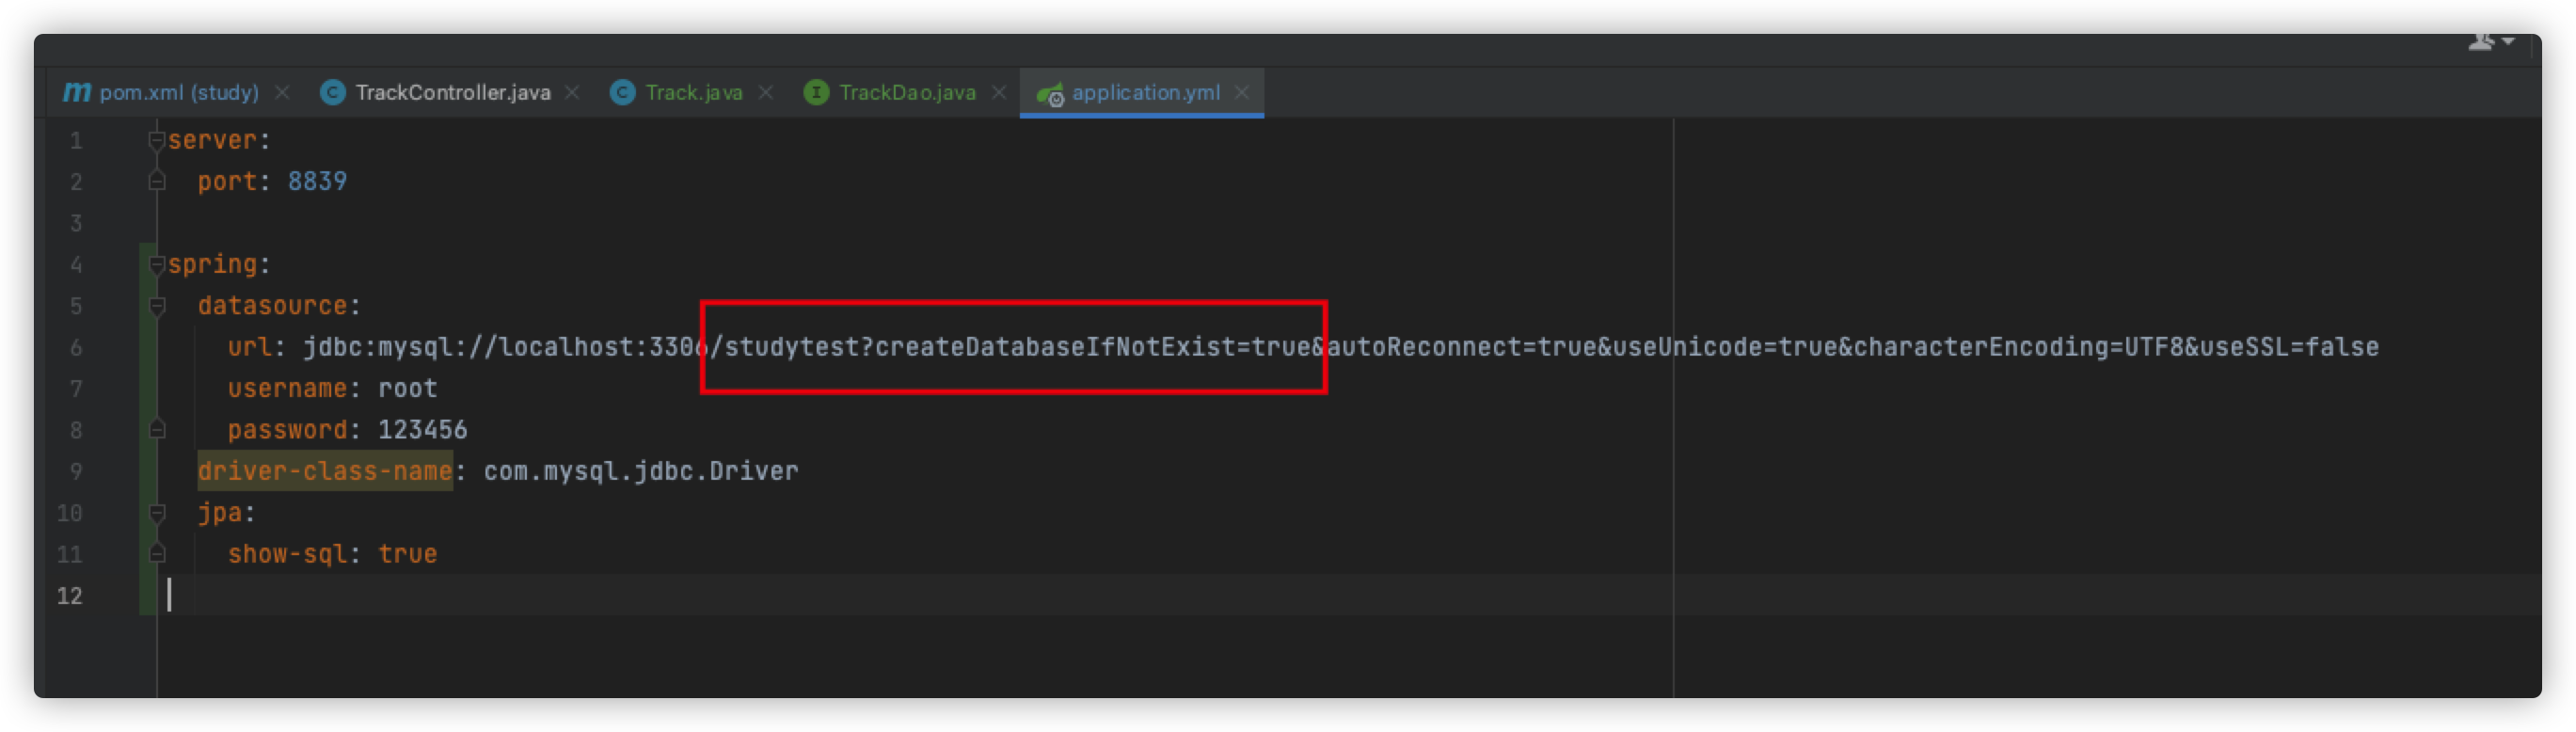 m pom.xml (study) C TrackController.java C Track.java I TrackDao.java application.yml
1 server:
2 port: 8839
3
4 spring:
5 datasource:
6 url: jdbc:mysql://localhost:3306/studytest?createDatabaseIfNotExist=true&autoReconnect=true&useUnicode=true&characterEncoding=UTF8&useSSL=false
7 username: root
8 password: 123456
9 driver-class-name: com.mysql.jdbc.Driver
10 jpa:
11 show-sql: true
12